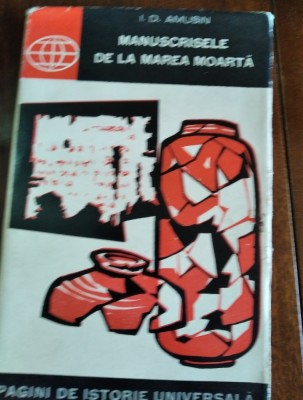 I. D. AMUSIN
MANUSCRISELE
DE LA MAREA MOARTĂ
PAGINI DE ISTORIE UNIVERSALĂ